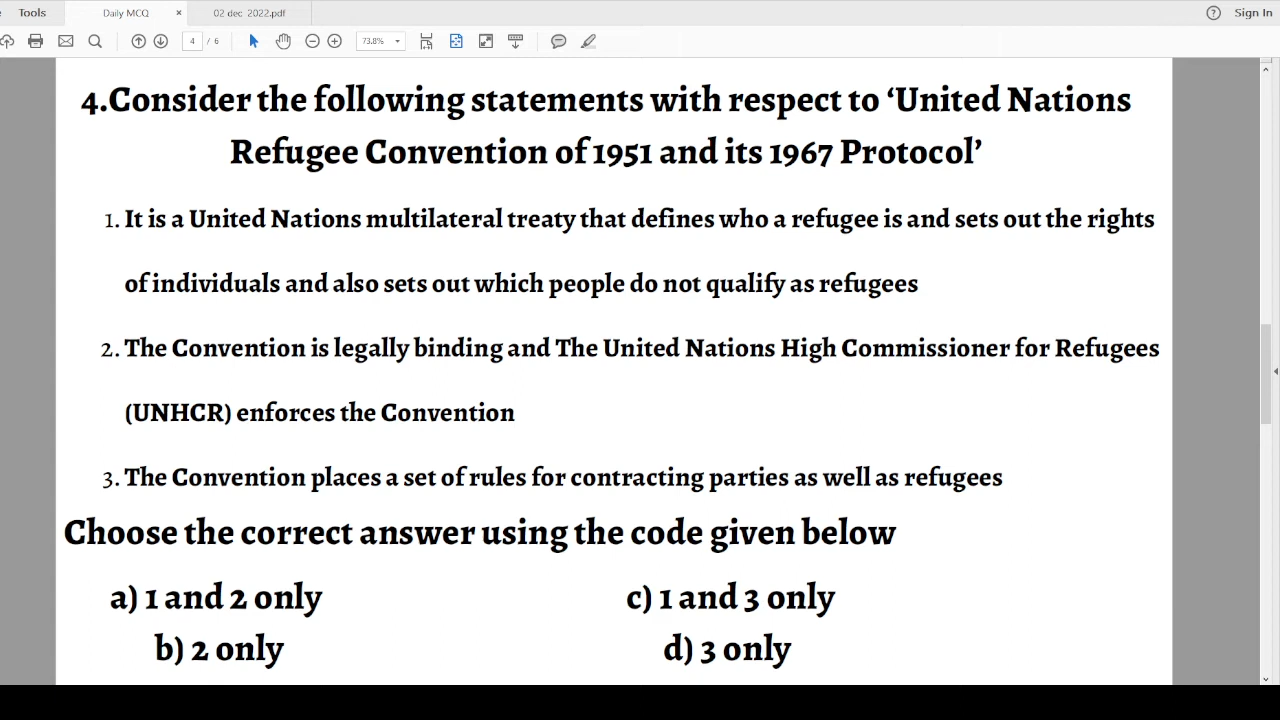 Tools
Daily MCQ
×
02 dec 2022.pdf
? Sign In
4 / 6
73.8%
4.Consider the following statements with respect to ‘United Nations
Refugee Convention of 1951 and its 1967 Protocol’
1. It is a United Nations multilateral treaty that defines who a refugee is and sets out the rights
of individuals and also sets out which people do not qualify as refugees
2. The Convention is legally binding and The United Nations High Commissioner for Refugees
(UNHCR) enforces the Convention
3. The Convention places a set of rules for contracting parties as well as refugees
Choose the correct answer using the code given below
a) 1 and 2 only
c) 1 and 3 only
b) 2 only
d) 3 only